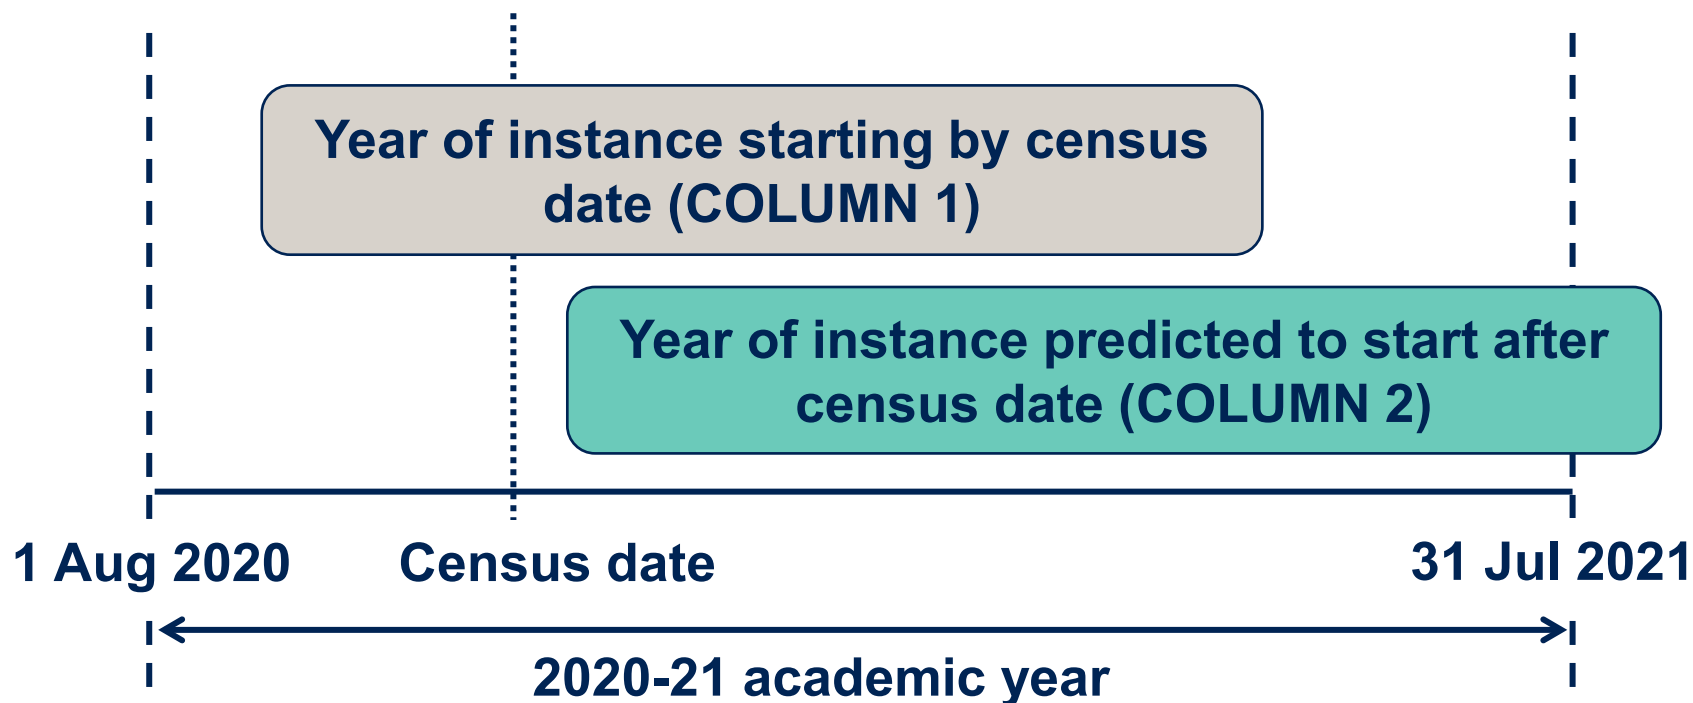 Year of instance starting by census
date (COLUMN 1)
Year of instance predicted to start after
census date (COLUMN 2)
1 Aug 2020
Census date
31 Jul 2021
2020-21 academic year